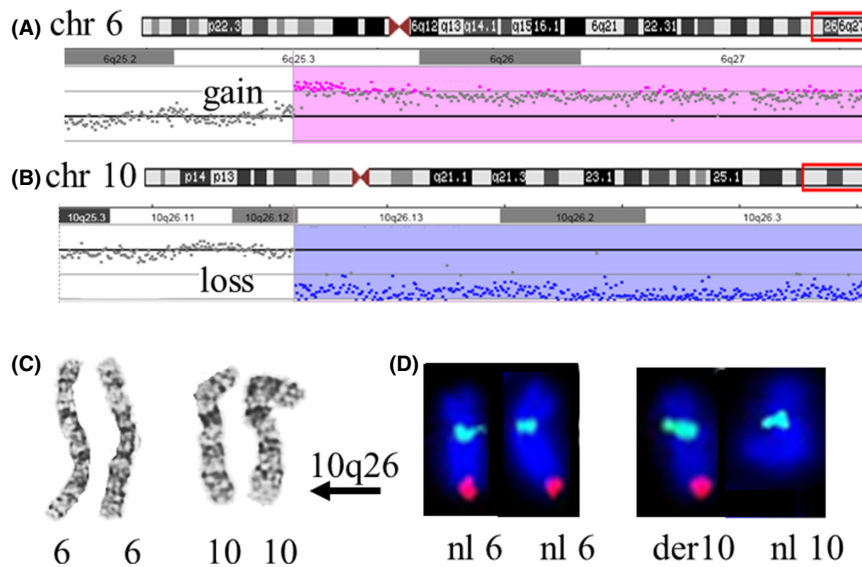 (A) chr 6 p22.3 6q12 q13 q14.1 q15 16.1 6q21 22.31 26 6q27
6q25.2 6q25.3 6q26 6q27
gain
(B) chr 10 p14 p13 q21.1 q21.3 23.1 25.1
10q25.3 10q26.11 10q26.12 10q26.13 10q26.2 10q26.3
loss
(C) (D)
10q26
6 6 10 10 nl 6 nl 6 der10 nl 10